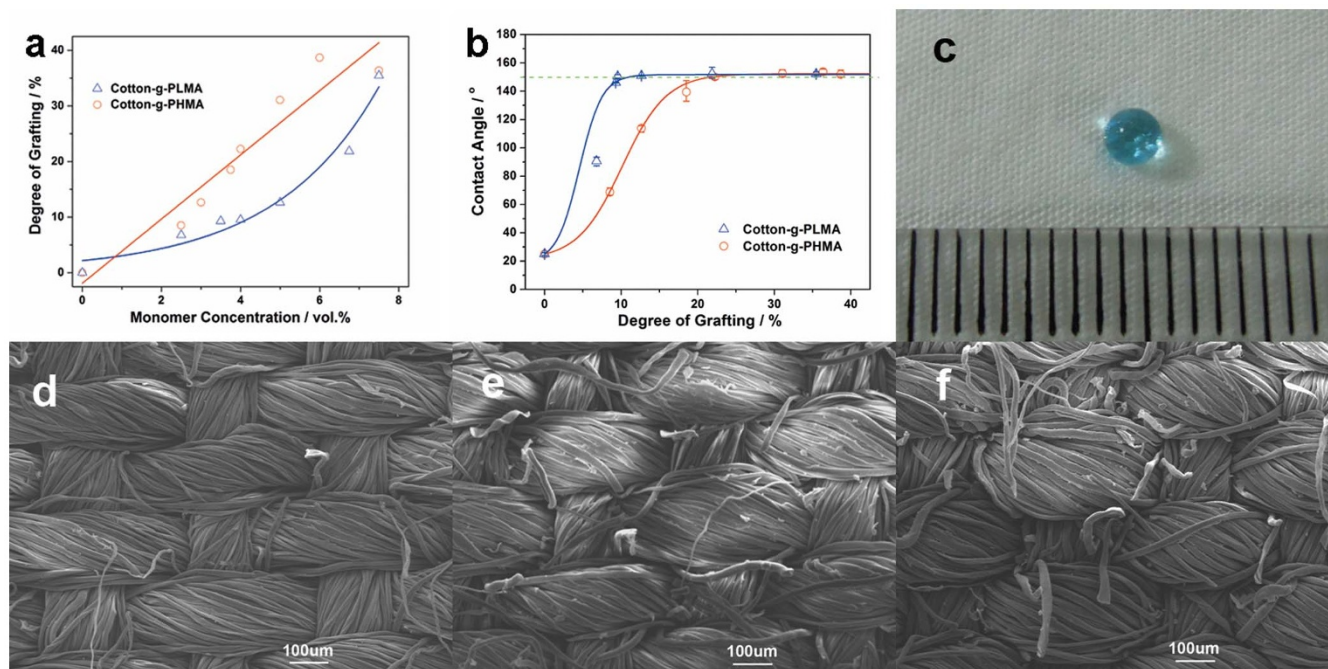 a
40
30
20
10
0
Degree of Grafting / %
Cotton-g-PLMA
Cotton-g-PHMA
0
2
4
6
8
Monomer Concentration / vol.%
b
180
160
140
120
100
80
60
40
20
0
Contact Angle / °
Cotton-g-PLMA
Cotton-g-PHMA
0
10
20
30
40
Degree of Grafting / %
c
d
100um
e
100um
f
100um